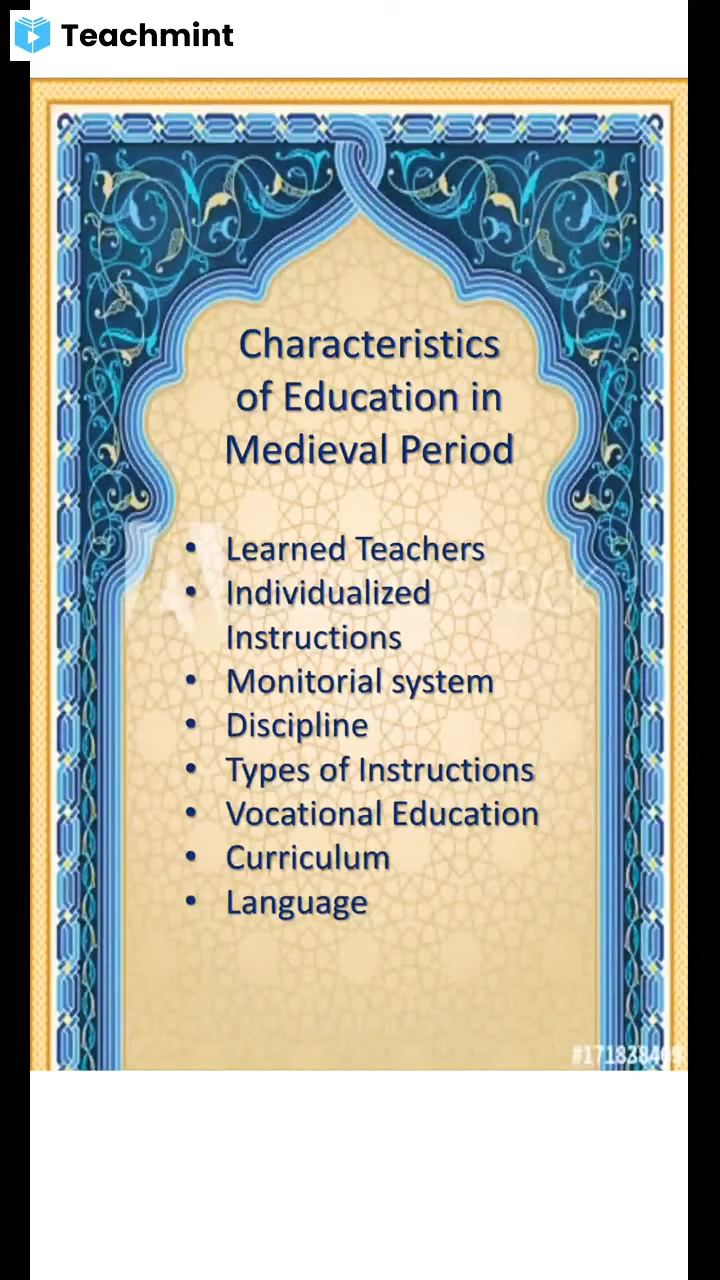 Teachmint
Characteristics
of Education in
Medieval Period
• Learned Teachers
• Individualized
Instructions
• Monitorial system
• Discipline
• Types of Instructions
• Vocational Education
• Curriculum
• Language